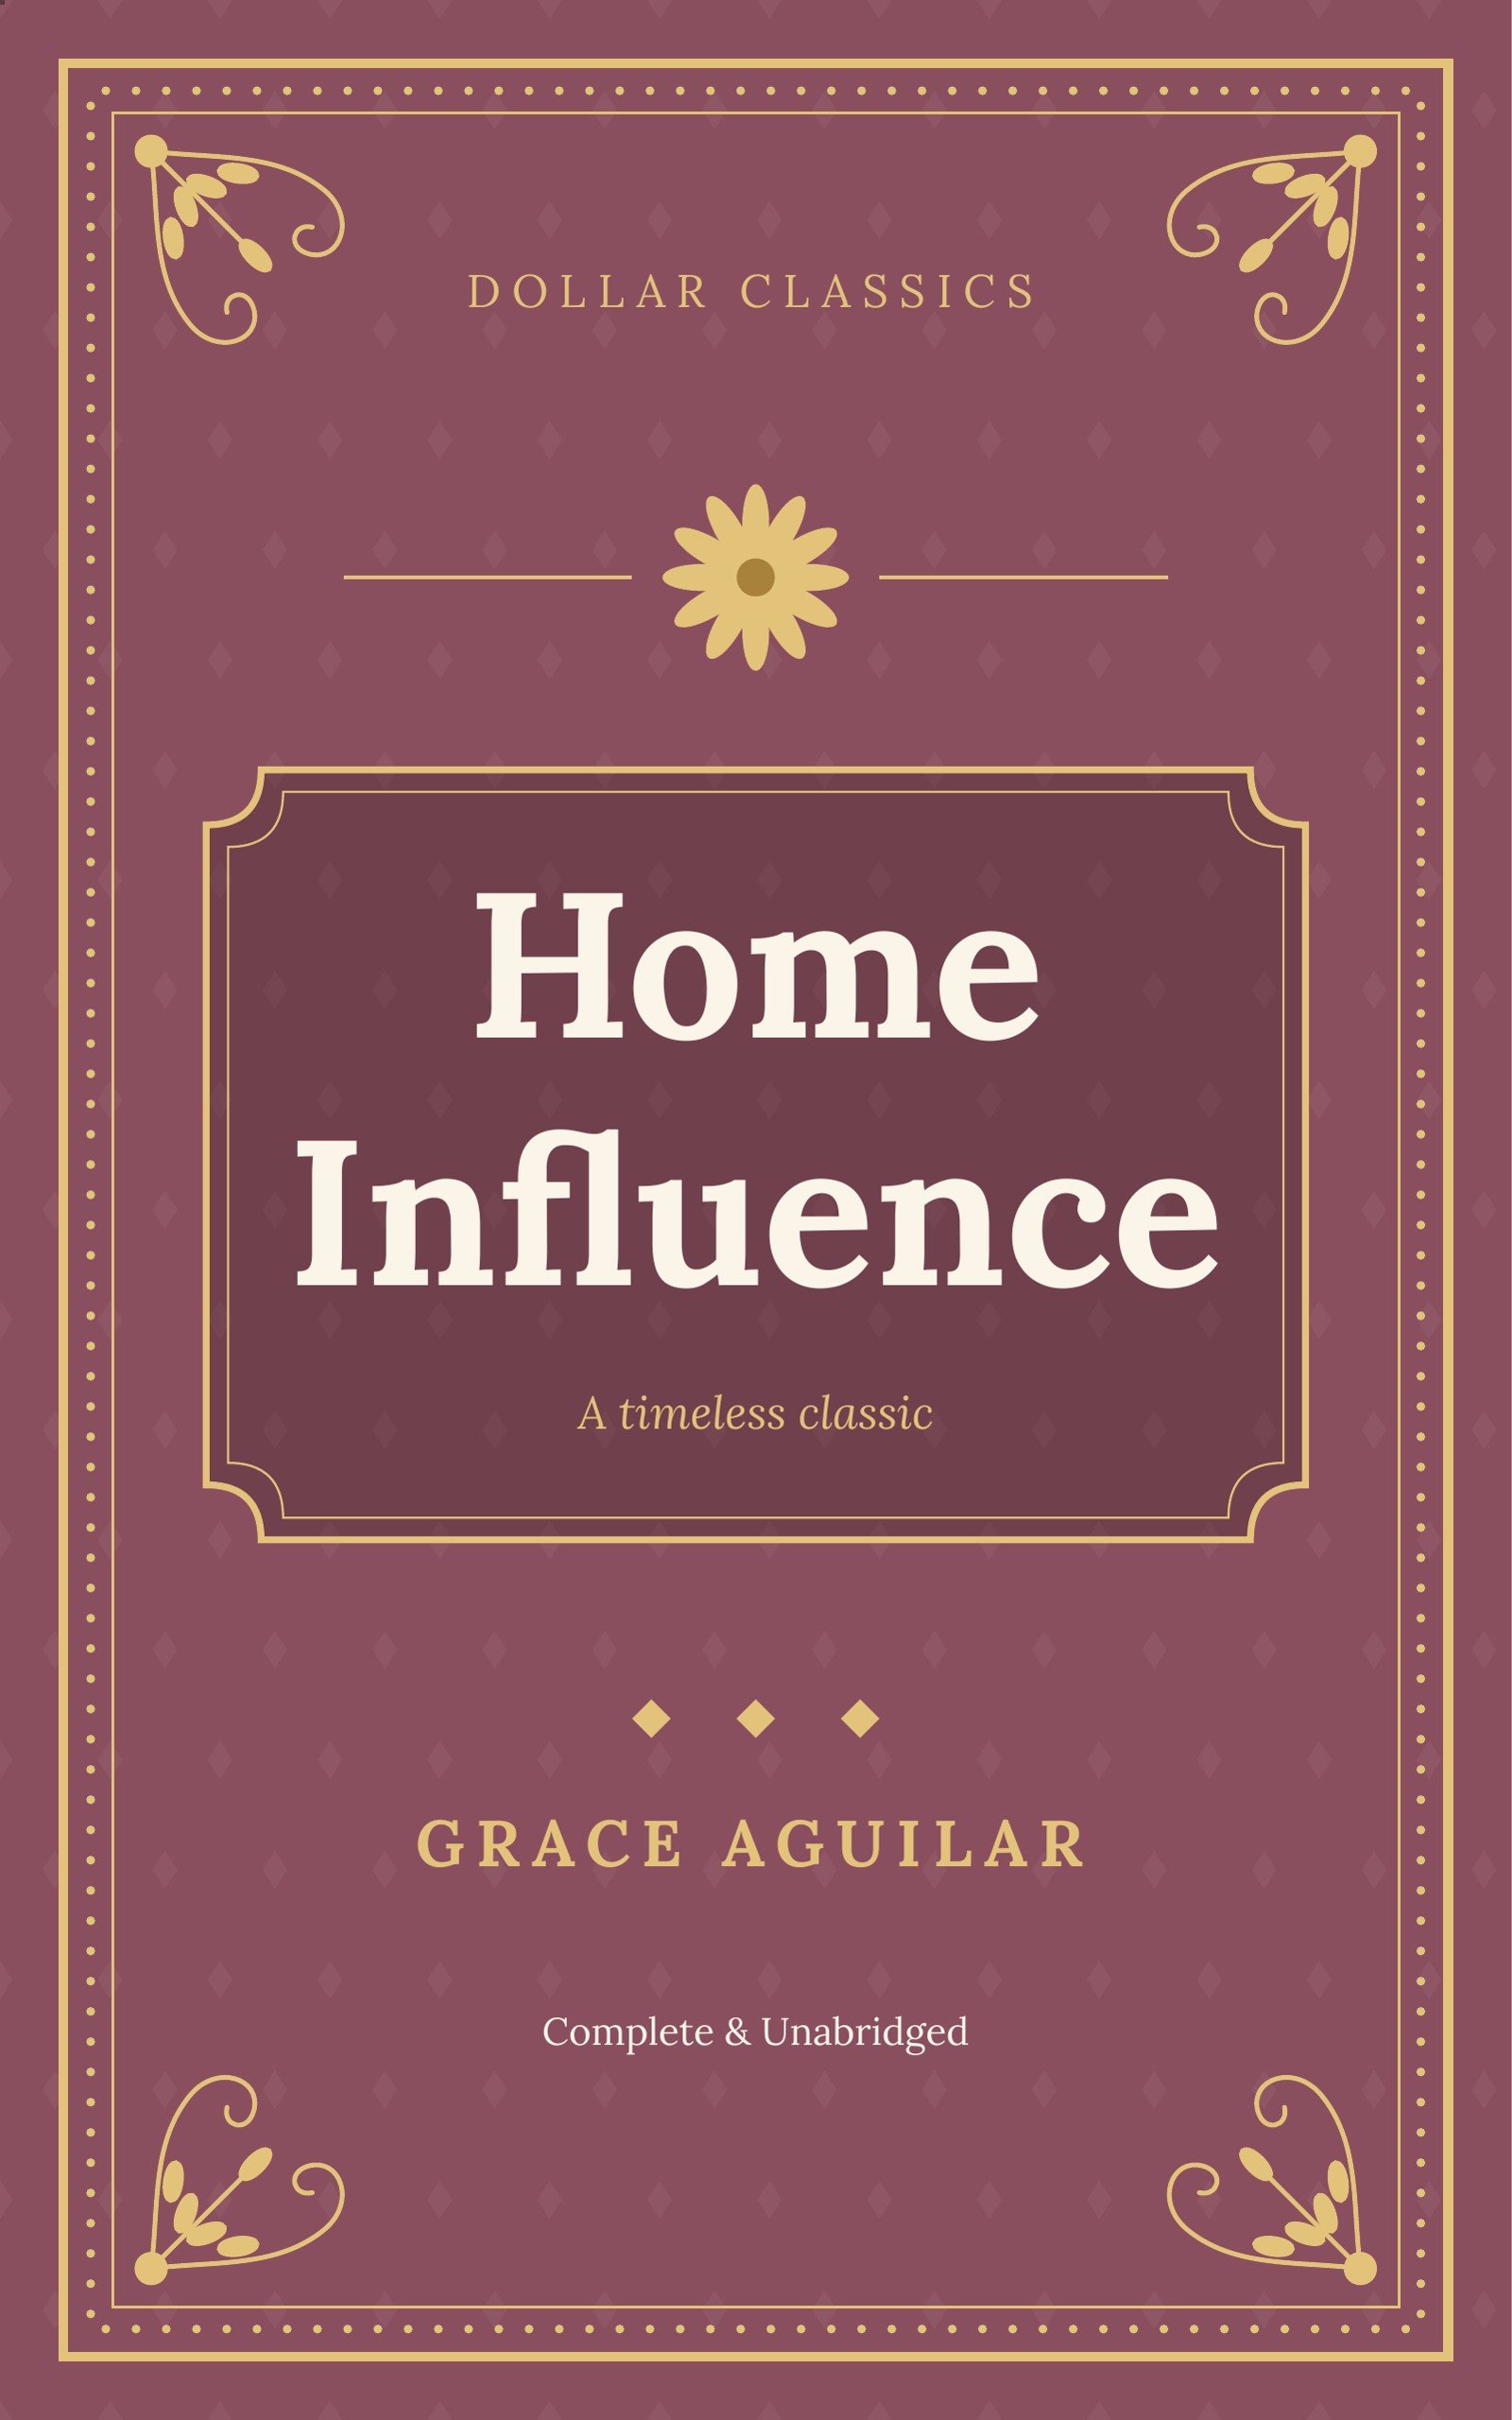 DOLLAR CLASSICS
Home
Influence
A timeless classic
GRACE AGUILAR
Complete & Unabridged